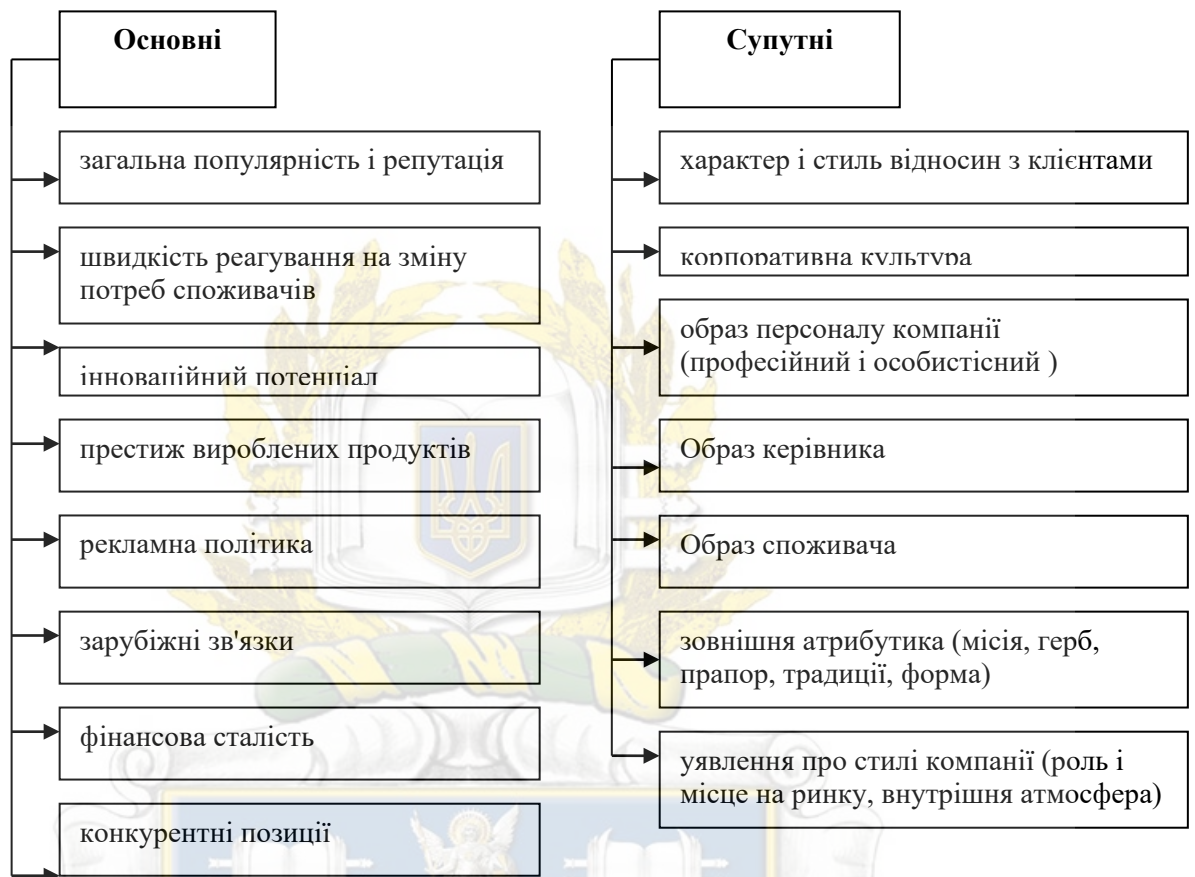 Основні
загальна популярність і репутація
швидкість реагування на зміну
потреб споживачів
інноваційний потенціал
престиж вироблених продуктів
рекламна політика
зарубіжні зв'язки
фінансова сталість
конкурентні позиції
Супутні
характер і стиль відносин з клієнтами
корпоративна культура
образ персоналу компанії
(професійний і особистісний )
Образ керівника
Образ споживача
зовнішня атрибутика (місія, герб,
прапор, традиції, форма)
уявлення про стилі компанії (роль і
місце на ринку, внутрішня атмосфера)